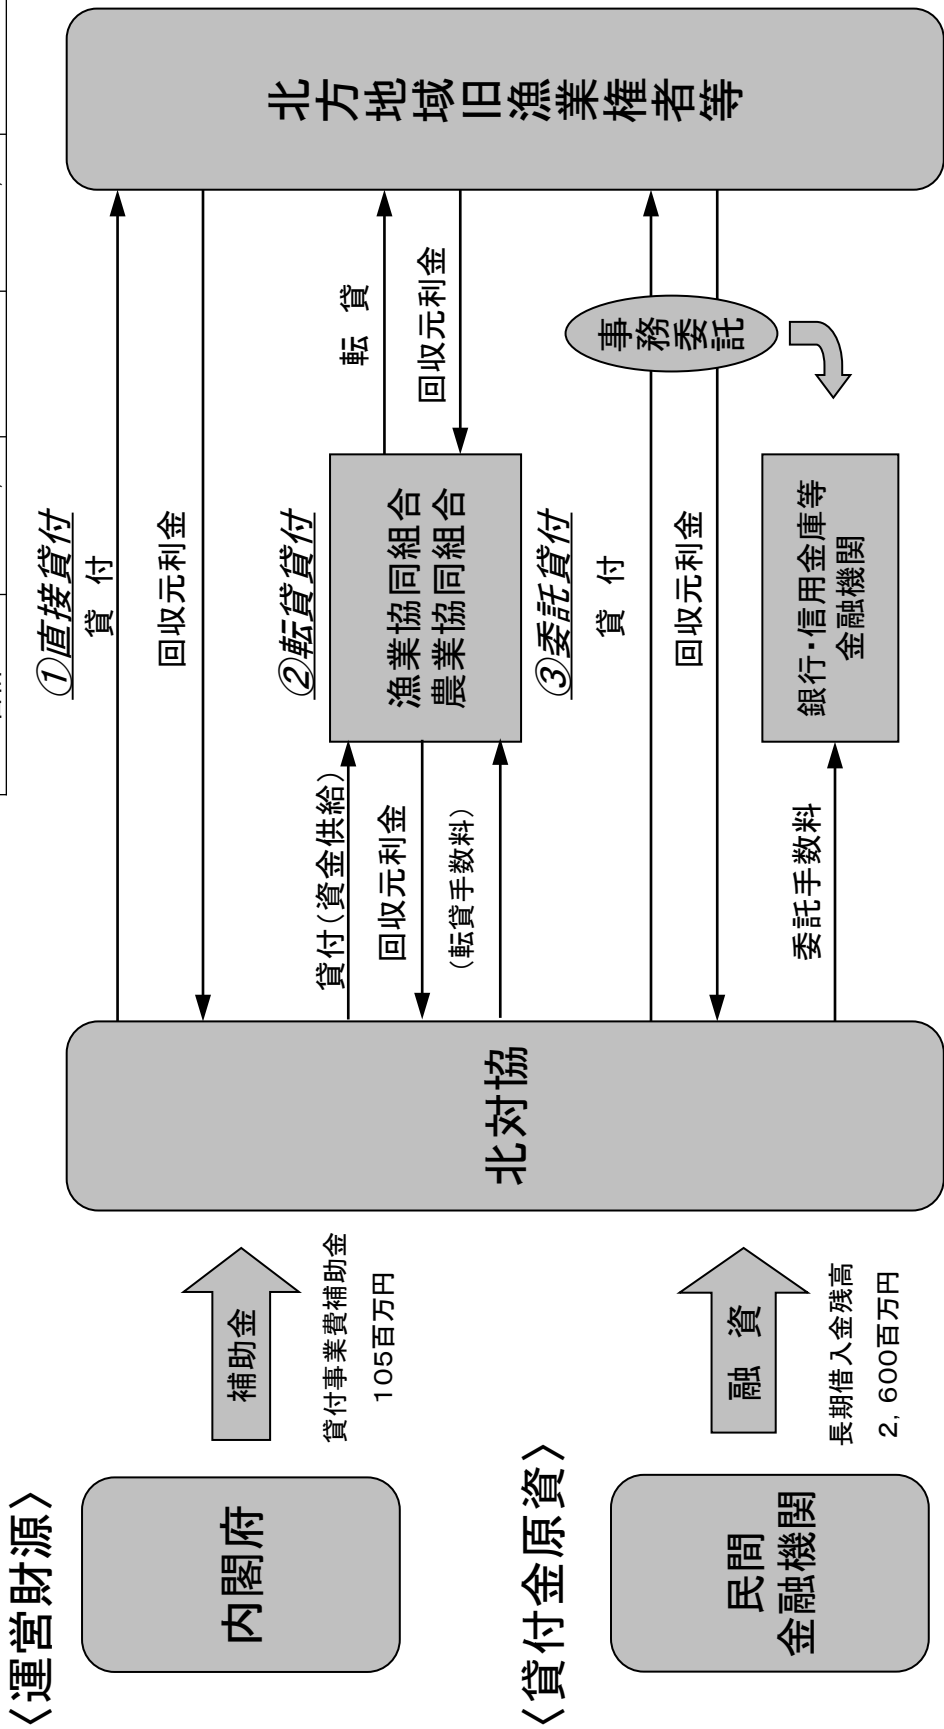 〈運営財源〉
内閣府
補助金
貸付事業費補助金
105百万円
〈貸付金原資〉
民間
金融機関
融　資
長期借入金残高
2,600百万円
北対協
①直接貸付
貸　付
回収元利金
②転貸貸付
貸付(資金供給)
回収元利金
(転貸手数料)
漁業協同組合
農業協同組合
転　貸
回収元利金
③委託貸付
貸　付
回収元利金
事務
委託
委託手数料
銀行・信用金庫等
金融機関
北方地域旧漁業権者等